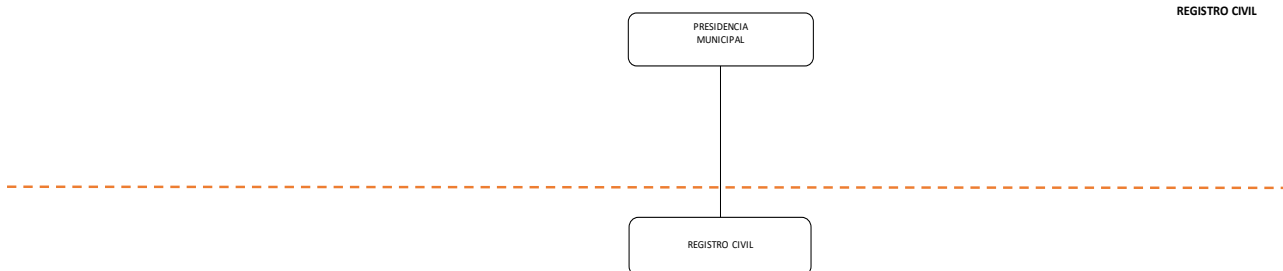 REGISTRO CIVIL
PRESIDENCIA
MUNICIPAL
REGISTRO CIVIL